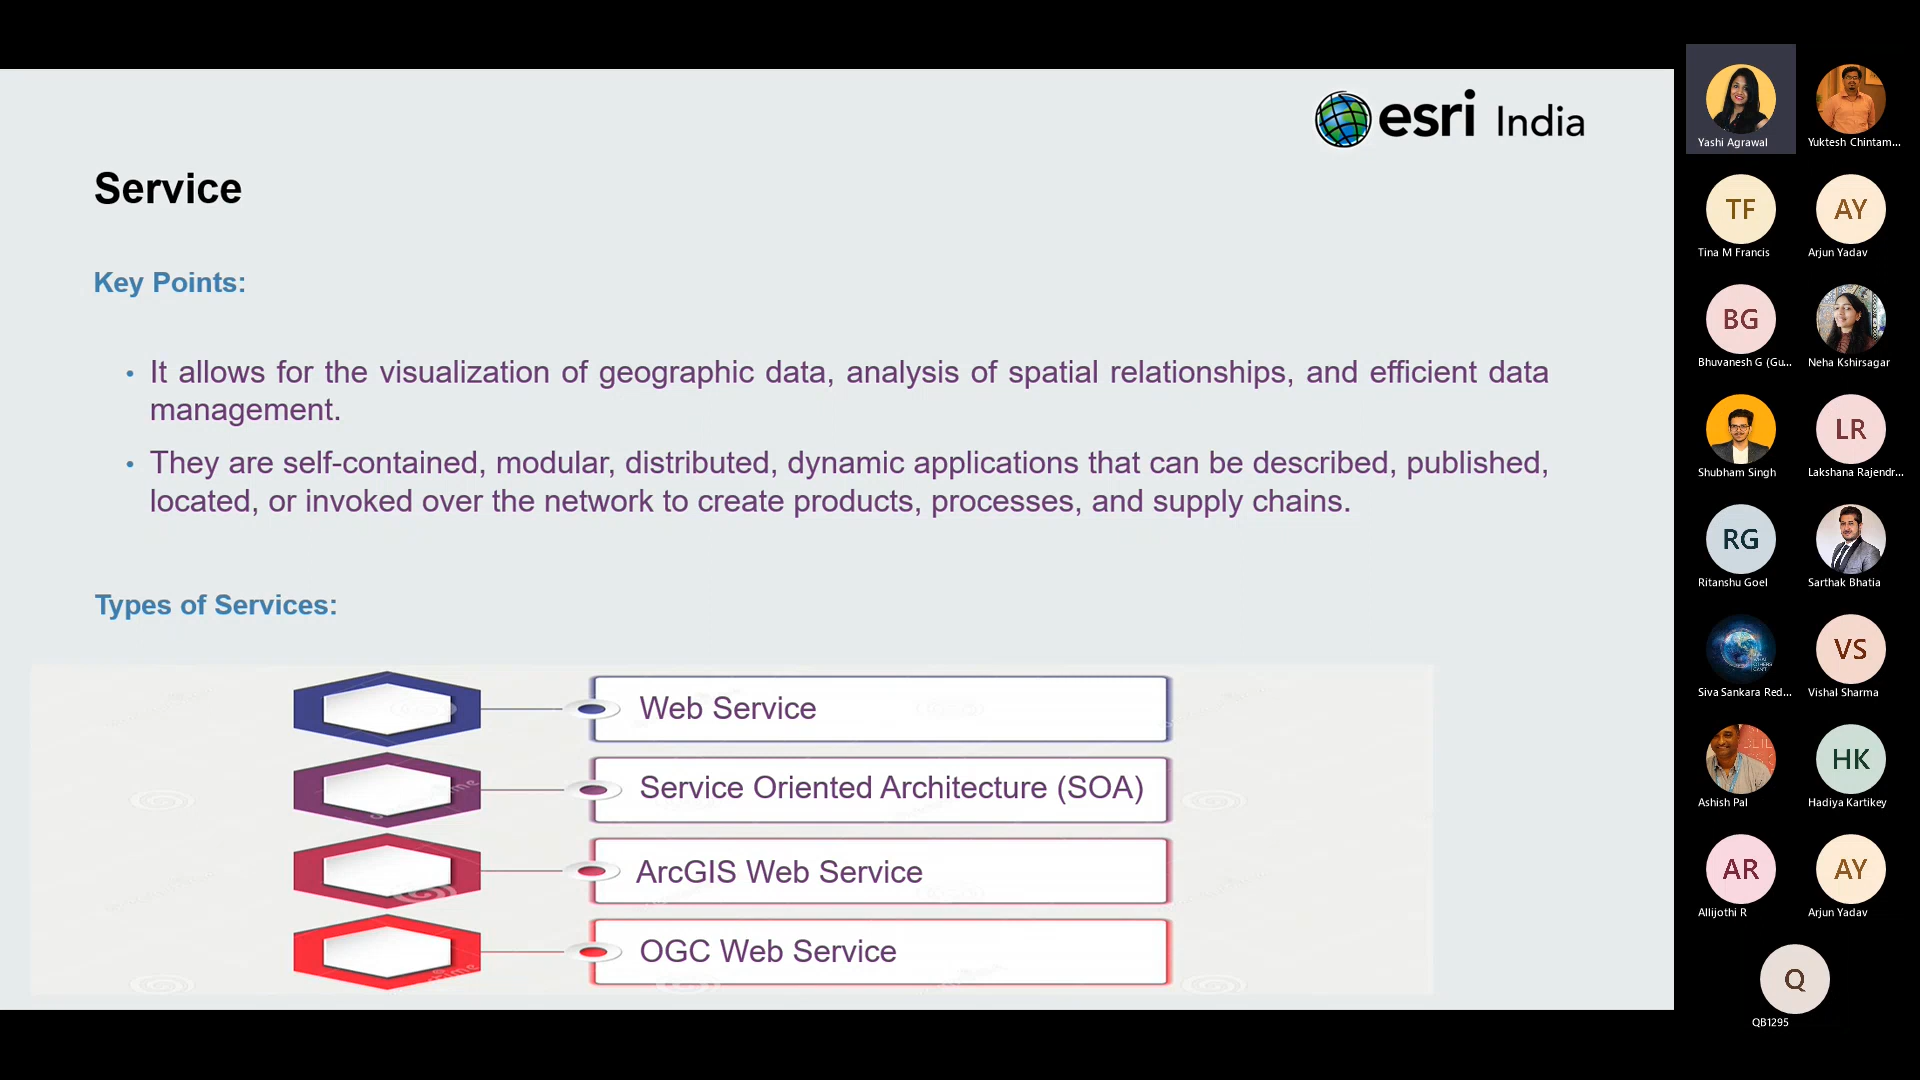 esri India
Service
Key Points:
• It allows for the visualization of geographic data, analysis of spatial relationships, and efficient data
management.
• They are self-contained, modular, distributed, dynamic applications that can be described, published,
located, or invoked over the network to create products, processes, and supply chains.
Types of Services:
Web Service
Service Oriented Architecture (SOA)
ArcGIS Web Service
OGC Web Service
Yashi Agrawal
Yuktesh Chintam...
TF
AY
Tina M Francis
Arjun Yadav
BG
Bhuvanesh G (Gu...
Neha Kshirsagar
LR
Shubham Singh
Lakshana Rajendr...
RG
Ritanshu Goel
Sarthak Bhatia
VS
Siva Sankara Red...
Vishal Sharma
HK
Ashish Pal
Hadiya Kartikey
AR
AY
Allijothi R
Arjun Yadav
Q
QB1295